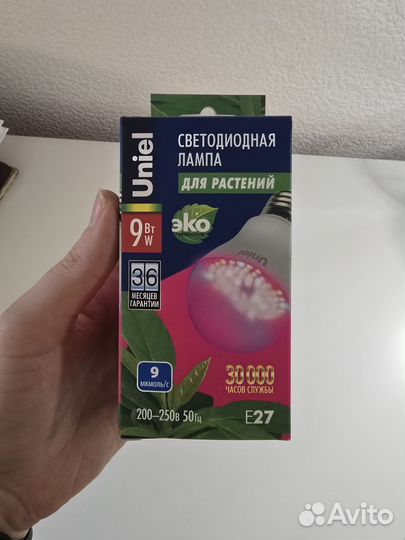 Uniel
СВЕТОДИОДНАЯ
ЛАМПА
ДЛЯ РАСТЕНИЙ
9 Вт
W
эко
Uniel
36
МЕСЯЦЕВ
ГАРАНТИИ
9
МКМОЛЬ/С
30 000
ЧАСОВ СЛУЖБЫ
200–250В 50Гц
E27
Avito